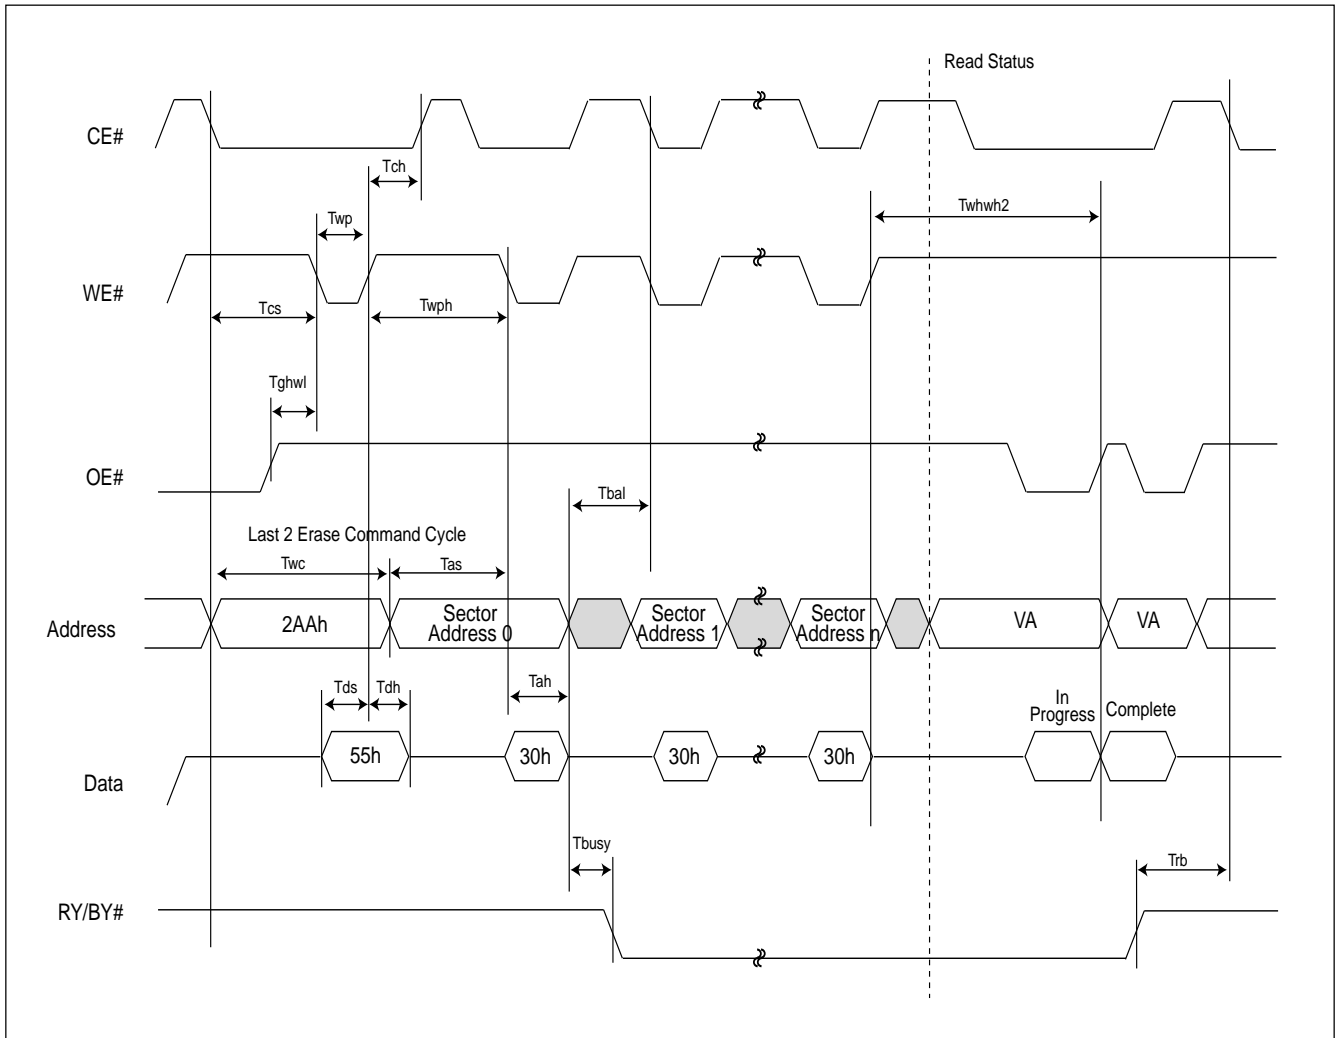 Read Status
CE#
Tch
Twhwh2
Twp
WE#
Tcs
Twph
Tghwl
OE#
Tbal
Last 2 Erase Command Cycle
Twc
Tas
Address
2AAh
Sector
Address 0
Sector
Address 1
Sector
Address n
VA
VA
Tds
Tdh
Tah
In
Progress
Complete
Data
55h
30h
30h
30h
Tbusy
Trb
RY/BY#